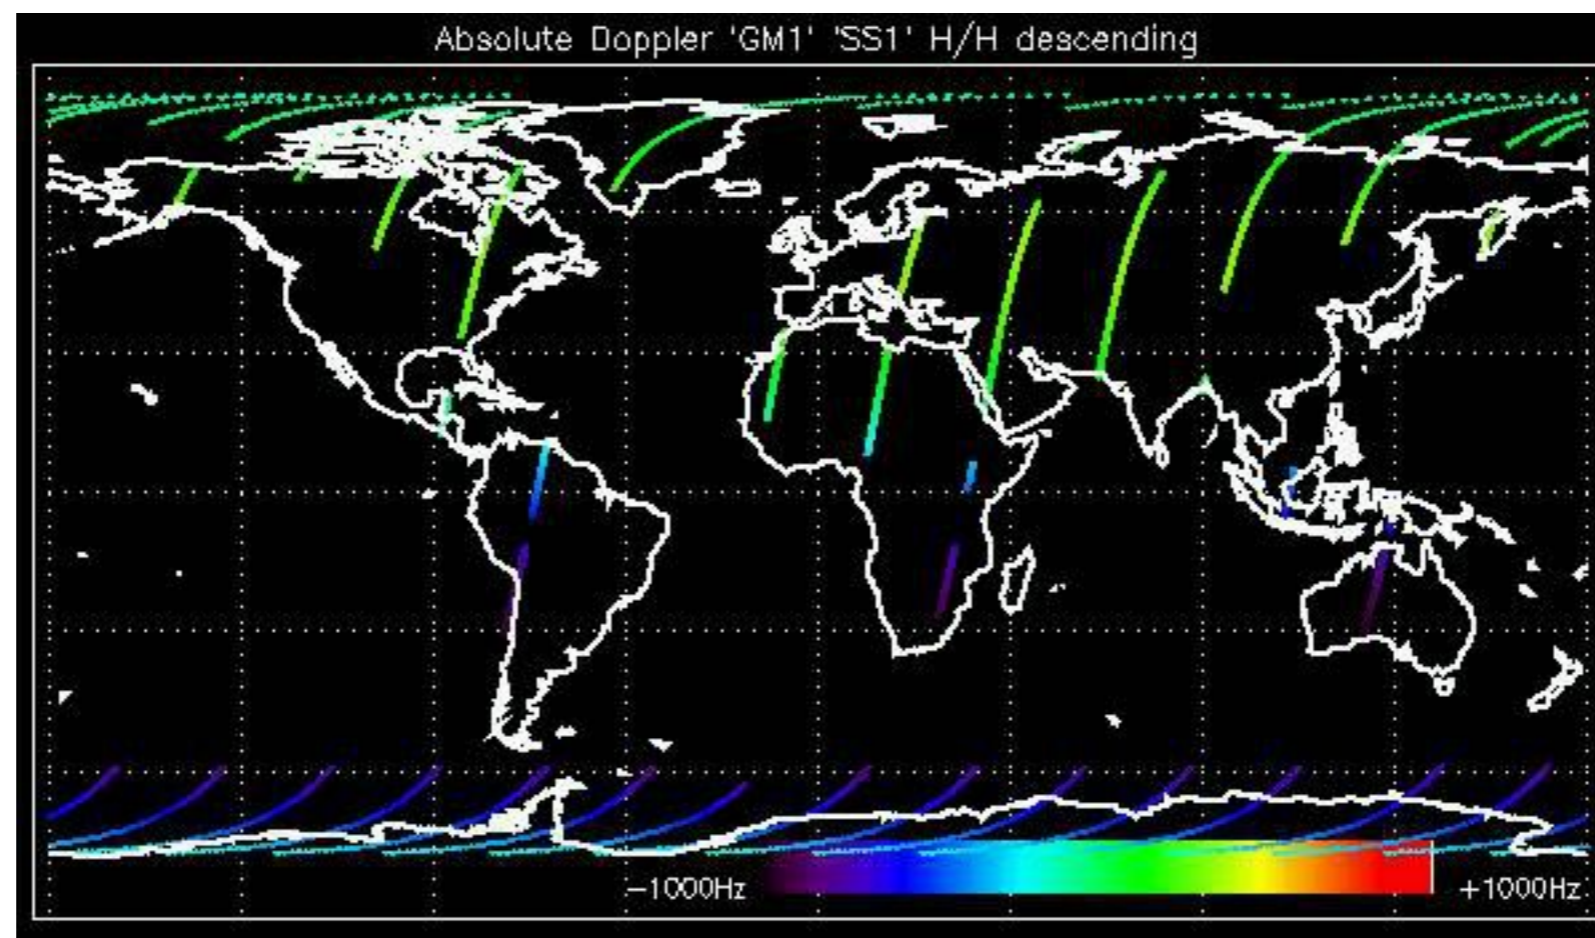 Absolute Doppler 'GM1' 'SS1' H/H descending
−1000Hz
+1000Hz